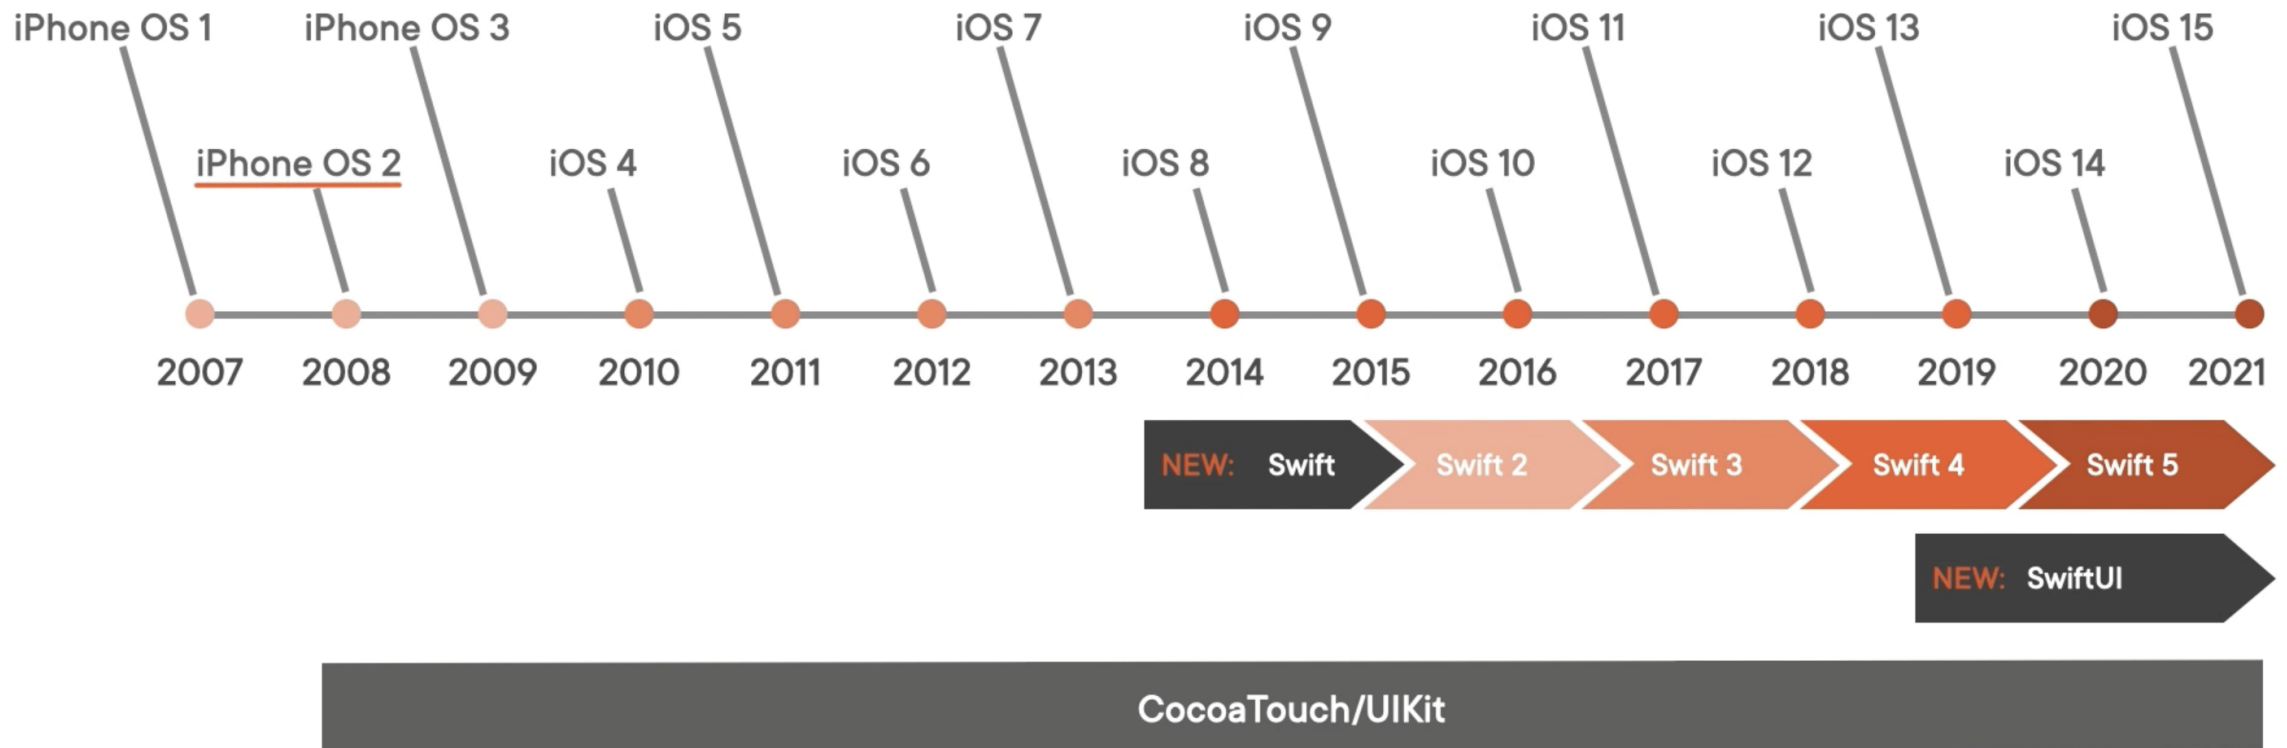 iPhone OS 1 iPhone OS 3 iOS 5 iOS 7 iOS 9 iOS 11 iOS 13 iOS 15
iPhone OS 2 iOS 4 iOS 6 iOS 8 iOS 10 iOS 12 iOS 14
2007 2008 2009 2010 2011 2012 2013 2014 2015 2016 2017 2018 2019 2020 2021
NEW: Swift Swift 2 Swift 3 Swift 4 Swift 5
NEW: SwiftUI
CocoaTouch/UIKit